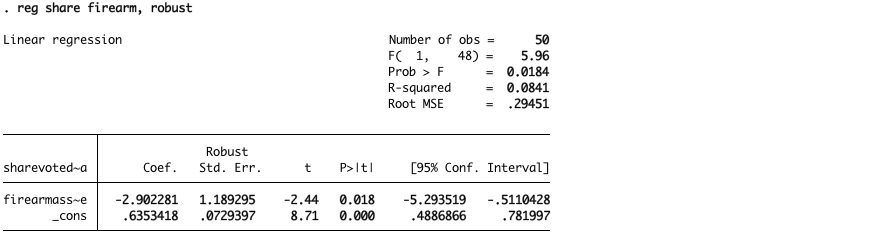 . reg share firearm, robust
Linear regression Number of obs = 50
F( 1, 48) = 5.96
Prob > F = 0.0184
R-squared = 0.0841
Root MSE = .29451
Robust
sharevoted~a Coef. Std. Err. t P>|t| [95% Conf. Interval]
firearmass~e -2.902281 1.189295 -2.44 0.018 -5.293519 -.5110428
_cons .6353418 .0729397 8.71 0.000 .4886866 .781997